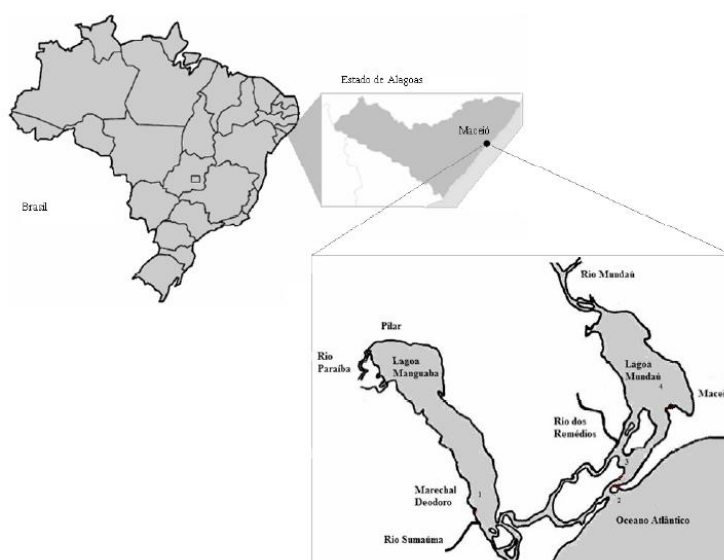 Estado de Alagoas
Maceió
Brasil
Rio Mundaú
Pilar
Rio
Paraíba
Lagoa
Manguaba
Lagoa
Mundaú
4
Maceió
Rio dos
Remédios
3
Marechal
Deodoro
1
2
Oceano Atlântico
Rio Sumaúma